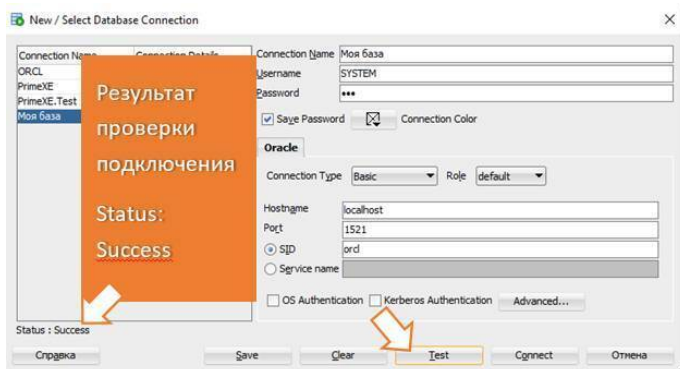 New / Select Database Connection
Connection Name Connection Details
ORCL
PrimeXE
PrimeXE.Test
Моя база
Результат
проверки
подключения
Status:
Success
Connection Name Моя база
Username SYSTEM
Password •••
Save Password Connection Color
Oracle
Connection Type Basic Role default
Hostname localhost
Port 1521
SID orcl
Service name
OS Authentication Kerberos Authentication Advanced...
Status : Success
Справка Save Clear Test Connect Отмена